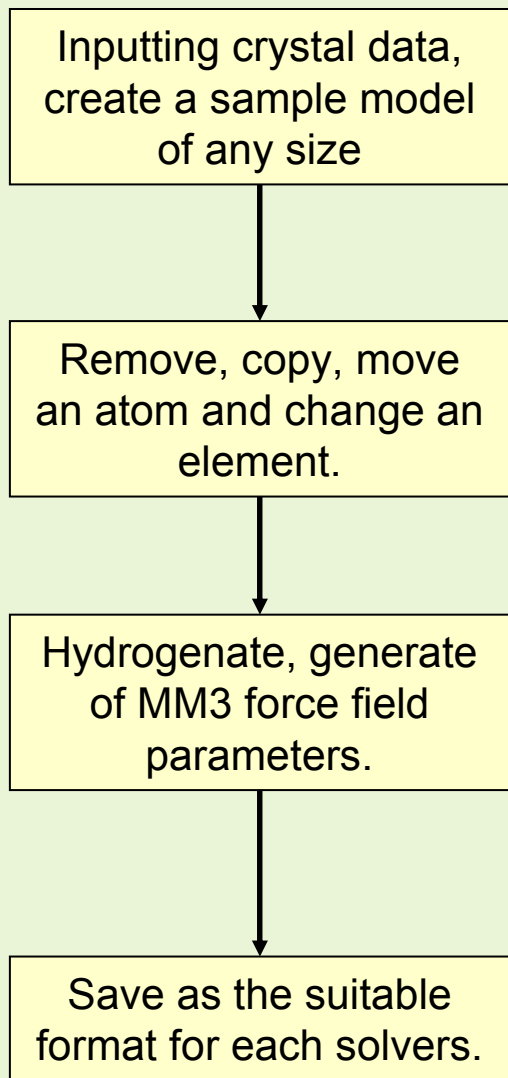 Inputting crystal data,
create a sample model
of any size
Remove, copy, move
an atom and change an
element.
Hydrogenate, generate
of MM3 force field
parameters.
Save as the suitable
format for each solvers.